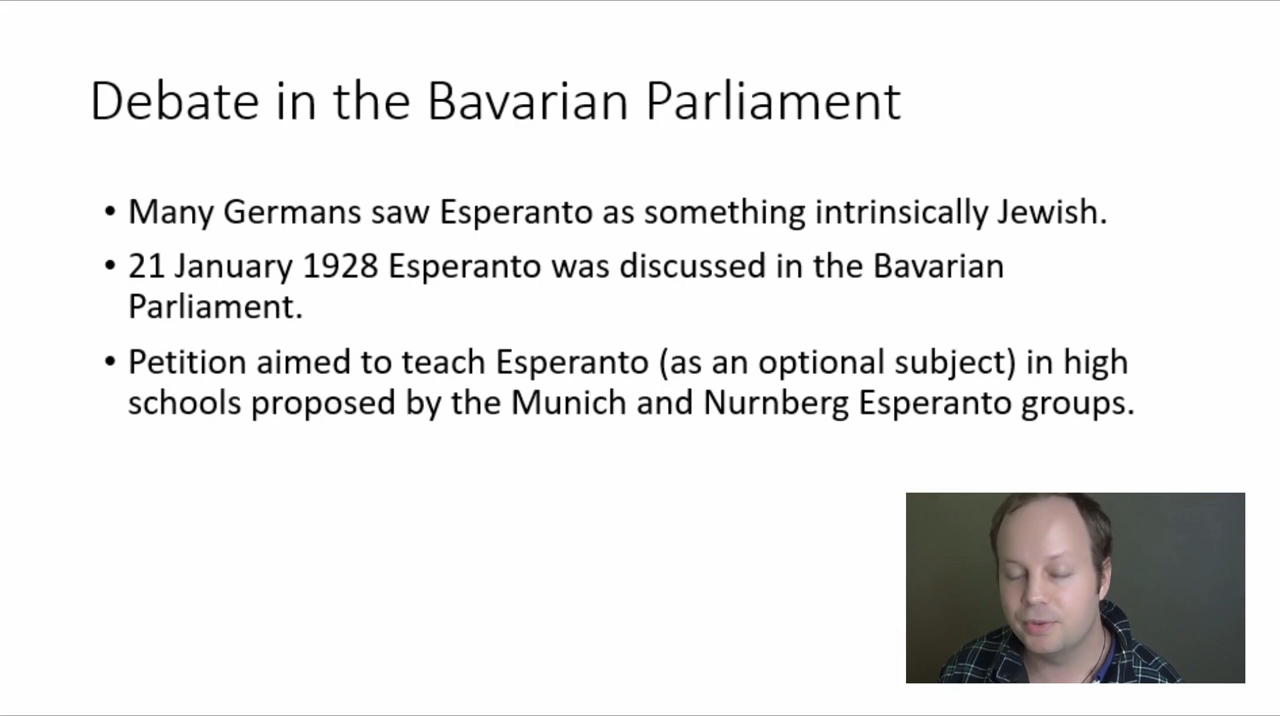 Debate in the Bavarian Parliament
• Many Germans saw Esperanto as something intrinsically Jewish.
• 21 January 1928 Esperanto was discussed in the Bavarian
Parliament.
• Petition aimed to teach Esperanto (as an optional subject) in high
schools proposed by the Munich and Nurnberg Esperanto groups.